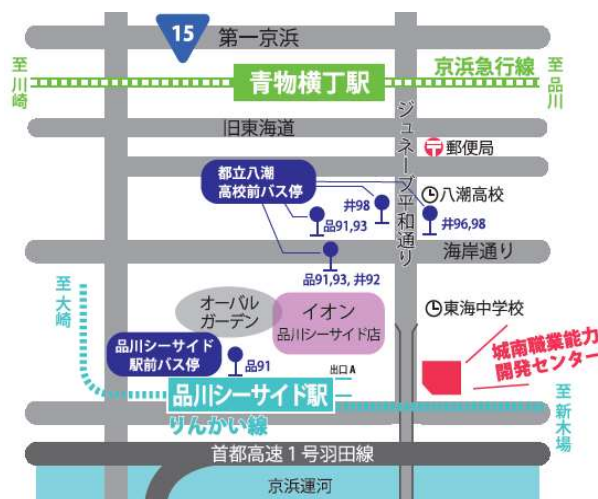 15
第一京浜
至川崎
青物横丁駅
京浜急行線
至品川
旧東海道
ジュネーブ平和通り
郵便局
都立八潮
高校前バス停
井98
品91,93
八潮高校
井96,98
海岸通り
品91,93, 井92
至大崎
オーバル
ガーデン
イオン
品川シーサイド店
東海中学校
品川シーサイド
駅前バス停
品91
出口A
城南職業能力
開発センター
品川シーサイド駅
りんかい線
至新木場
首都高速1号羽田線
京浜運河